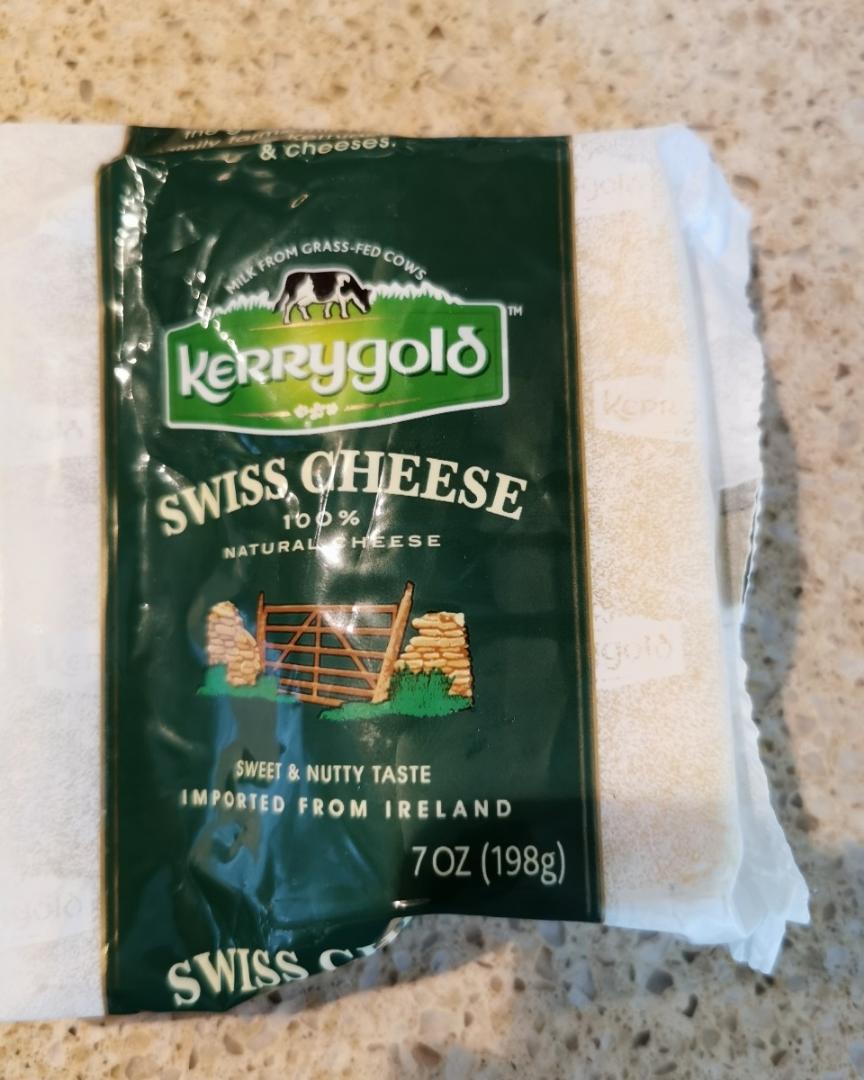 & cheeses.
MILK FROM GRASS-FED COWS
Kerrygold TM
SWISS CHEESE
100%
NATURAL CHEESE
SWEET & NUTTY TASTE
IMPORTED FROM IRELAND
7 OZ (198g)
SWISS